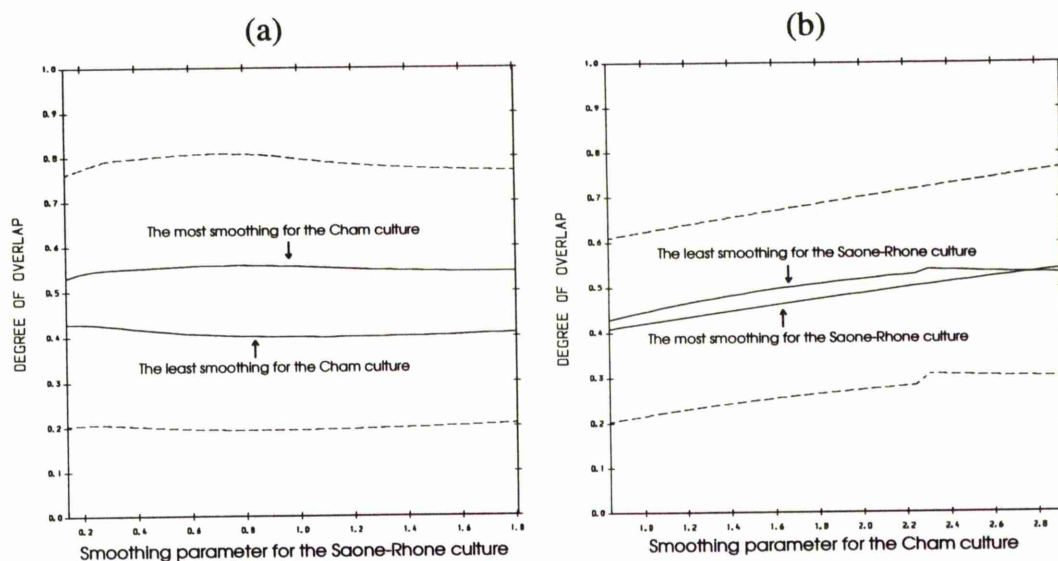 (a)
1.0
0.9
0.8
0.7
0.6
0.5
0.4
0.3
0.2
0.1
0.0
DEGREE OF OVERLAP
The most smoothing for the Cham culture
The least smoothing for the Cham culture
0.2 0.4 0.6 0.8 1.0 1.2 1.4 1.6 1.8
Smoothing parameter for the Saone-Rhone culture
(b)
1.0
0.9
0.8
0.7
0.6
0.5
0.4
0.3
0.2
0.1
0.0
DEGREE OF OVERLAP
The least smoothing for the Saone-Rhone culture
The most smoothing for the Saone-Rhone culture
1.0 1.2 1.4 1.6 1.8 2.0 2.2 2.4 2.6 2.8
Smoothing parameter for the Cham culture